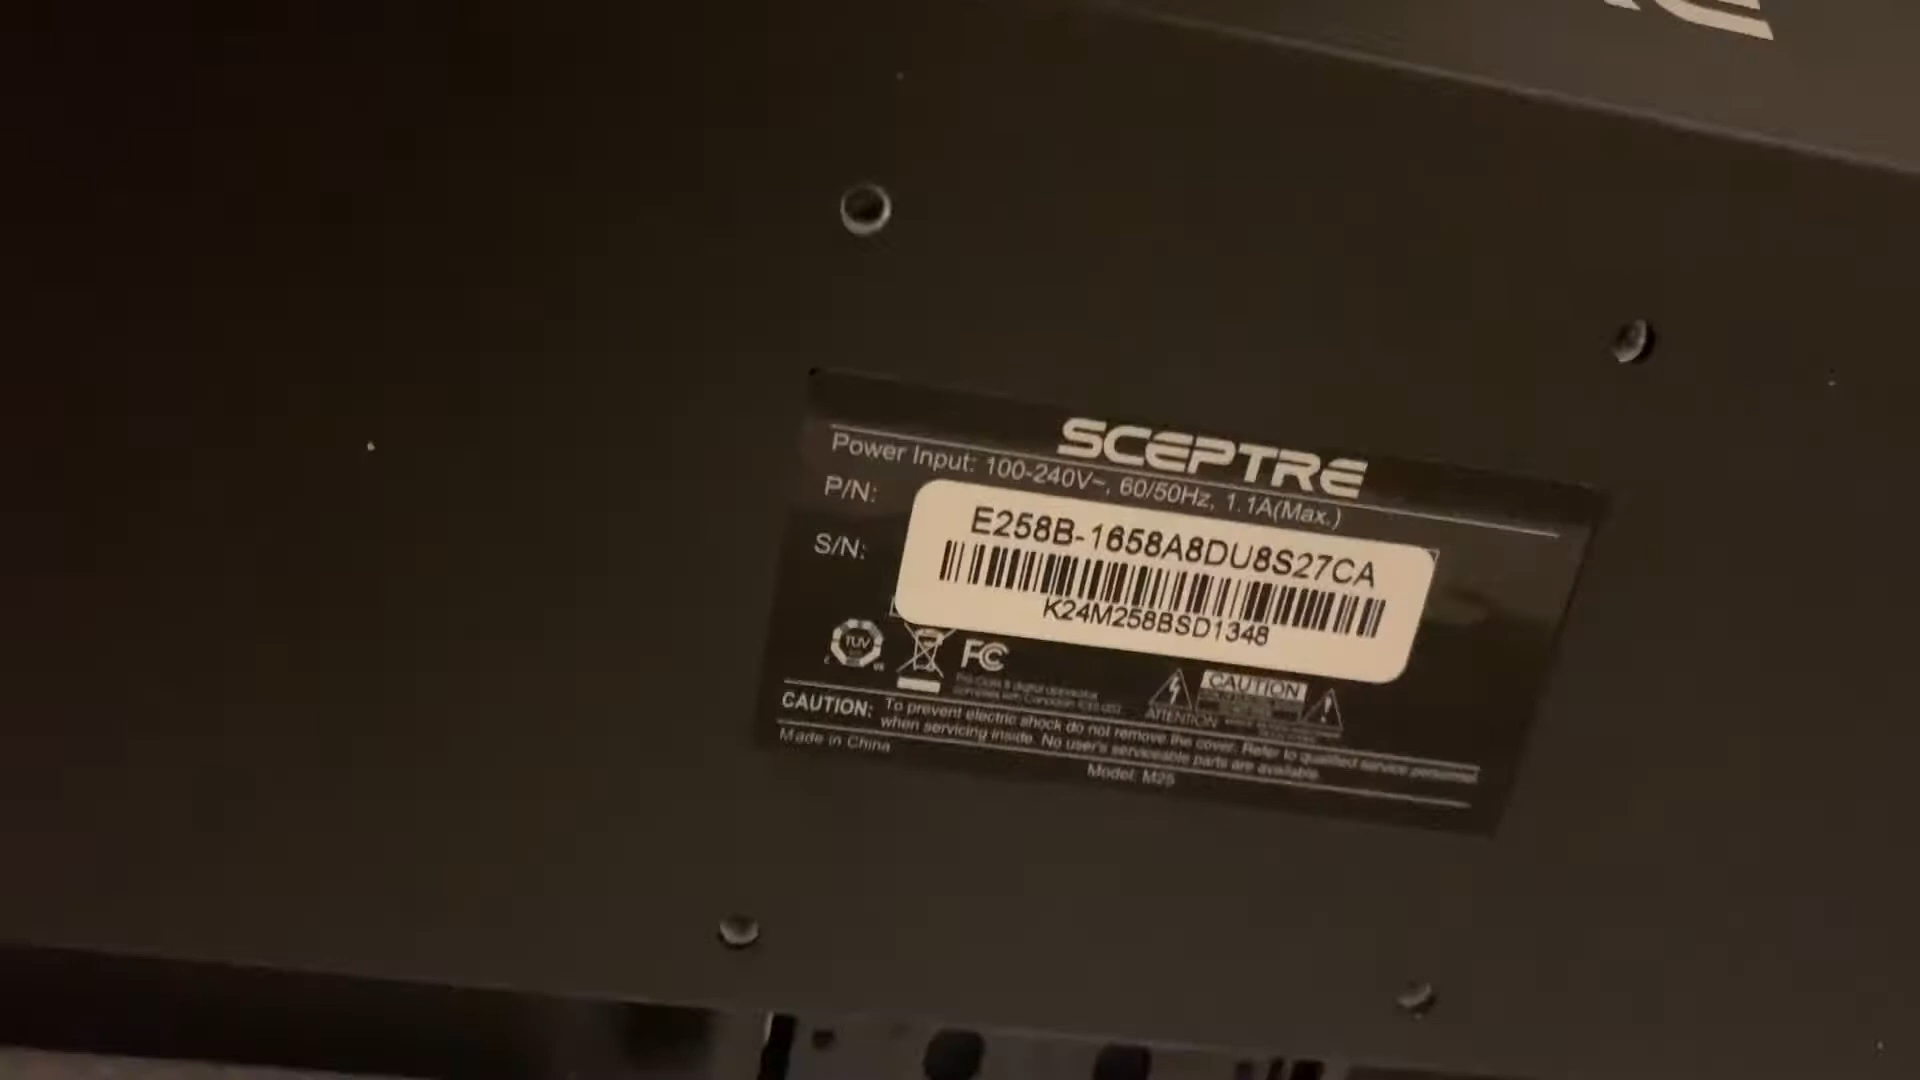 SCEPTRE
Power Input: 100-240V~, 60/50Hz, 1.1A(Max.)
P/N:
E258B-1658A8DU8S27CA
S/N:
K24M258BSD1348
TUV
FC
CAUTION
ATTENTION
CAUTION: To prevent electric shock do not remove the cover. Refer to qualified service personnel
when servicing inside. No user's serviceable parts are available.
Made in China
Model: M25